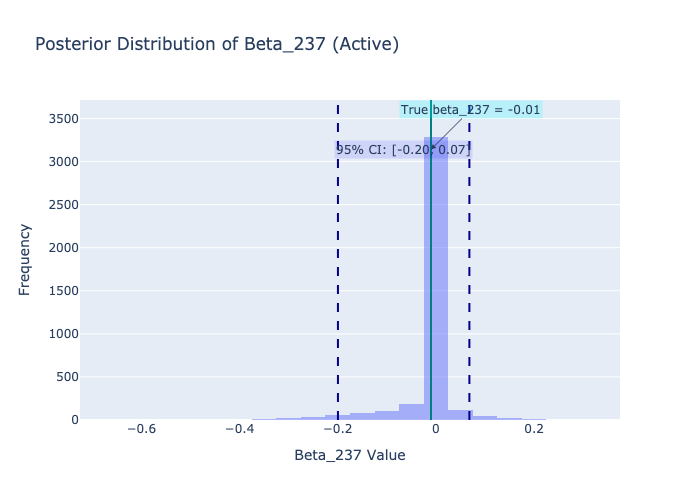 Posterior Distribution of Beta_237 (Active)
True beta_237 = -0.01
95% CI: [-0.20, 0.07]
3500
3000
2500
2000
1500
1000
500
0
Frequency
−0.6
−0.4
−0.2
0
0.2
Beta_237 Value